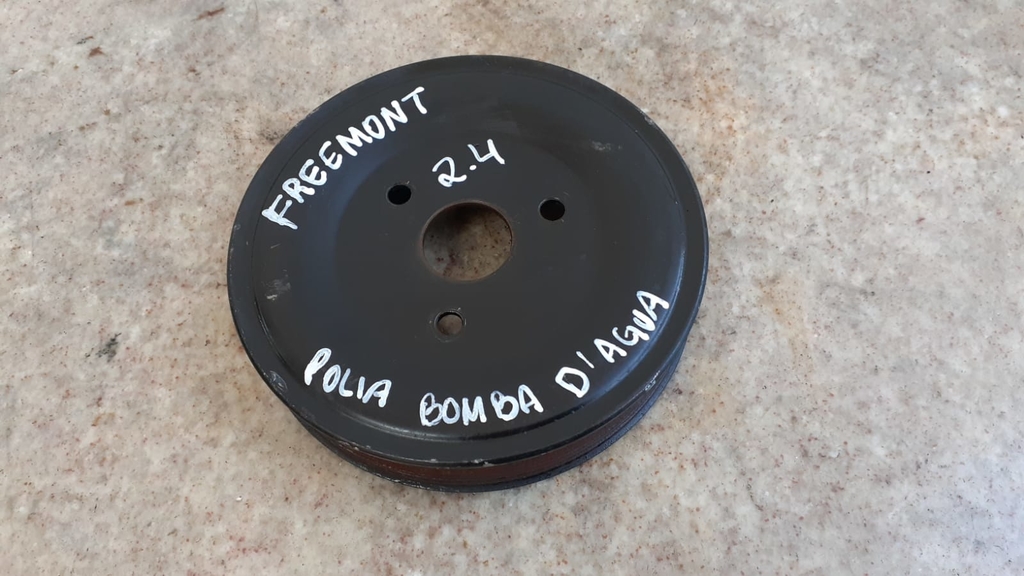 FREEMONT
2.4
POLIA BOMBA D'AGUA